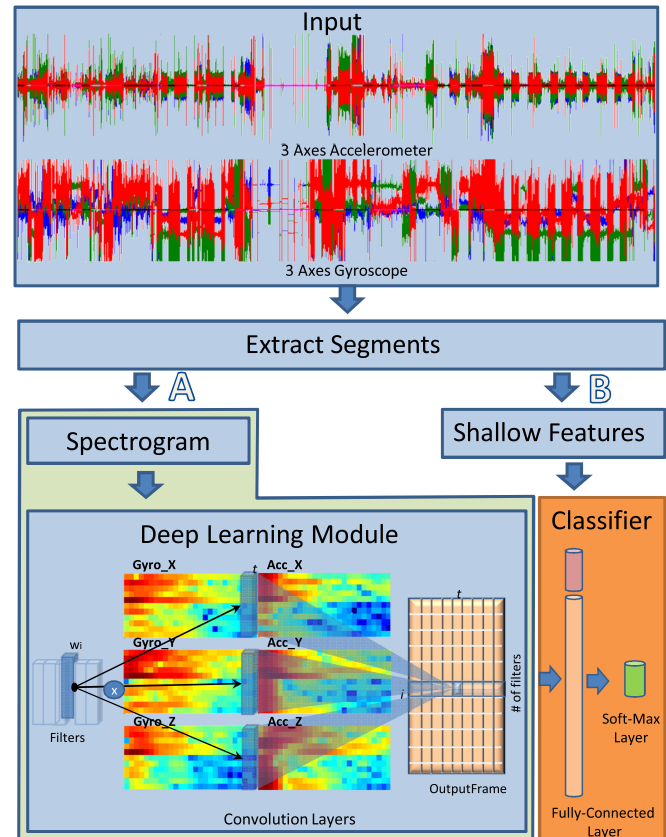 Input
3 Axes Accelerometer
3 Axes Gyroscope
Extract Segments
A
B
Spectrogram
Shallow Features
Deep Learning Module
Classifier
Gyro_X
t
Acc_X
t
Wi
Gyro_Y
Acc_Y
x
i
# of filters
Gyro_Z
Acc_Z
Filters
Soft-Max
Layer
OutputFrame
Convolution Layers
Fully-Connected
Layer